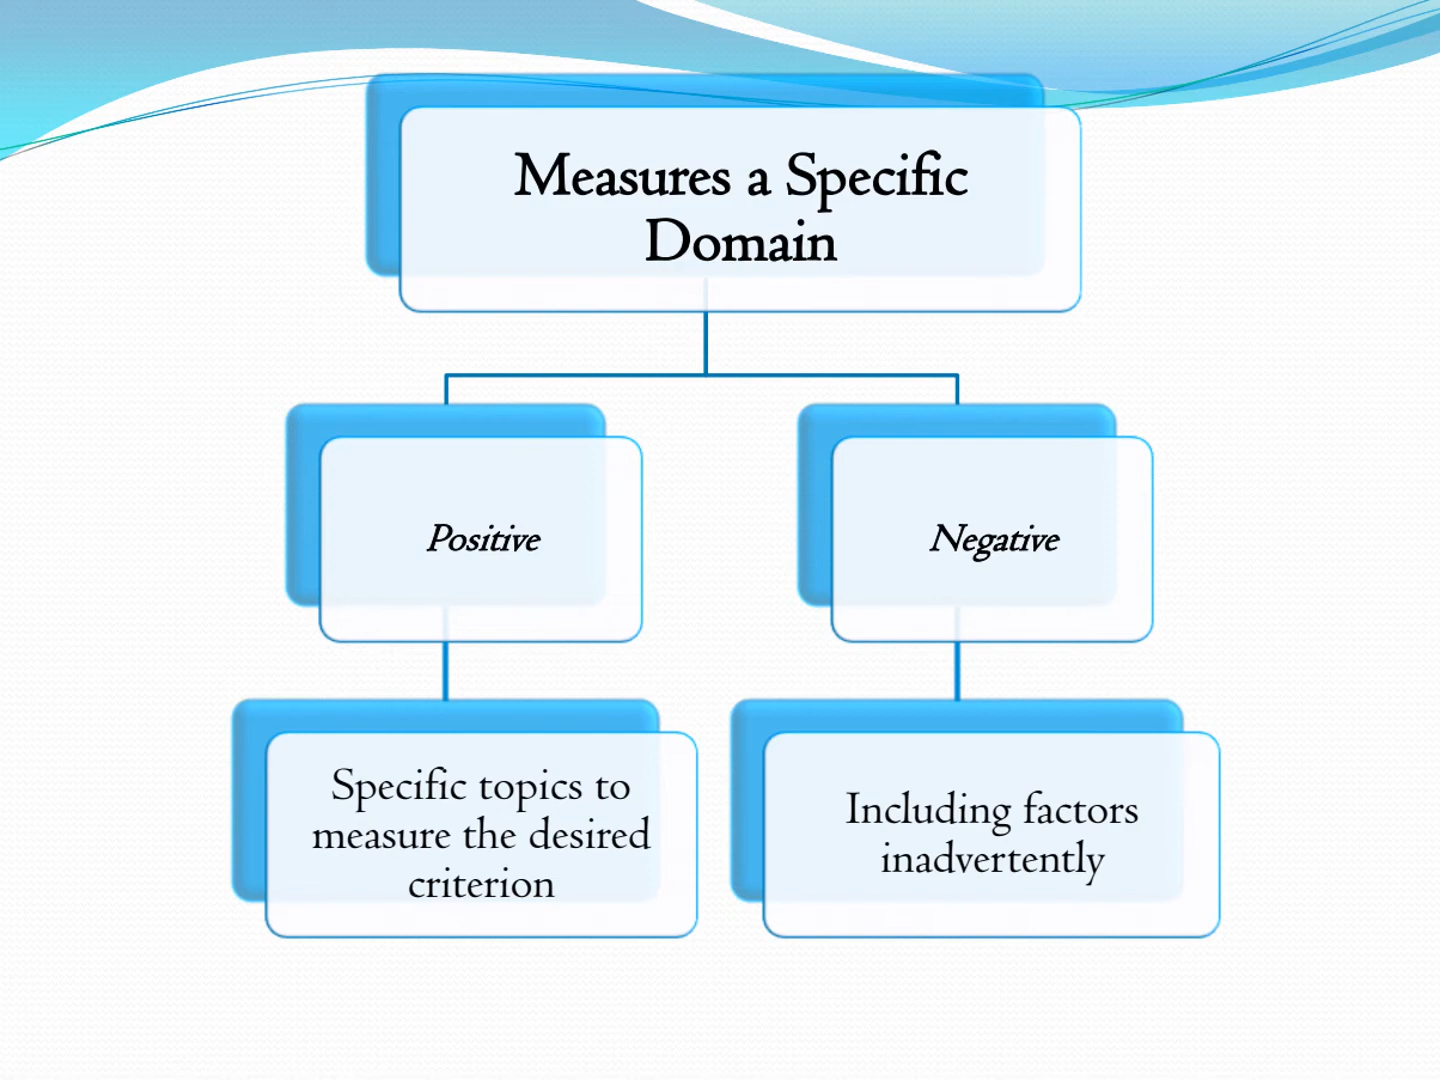 Measures a Specific
Domain
Positive
Negative
Specific topics to
measure the desired
criterion
Including factors
inadvertently